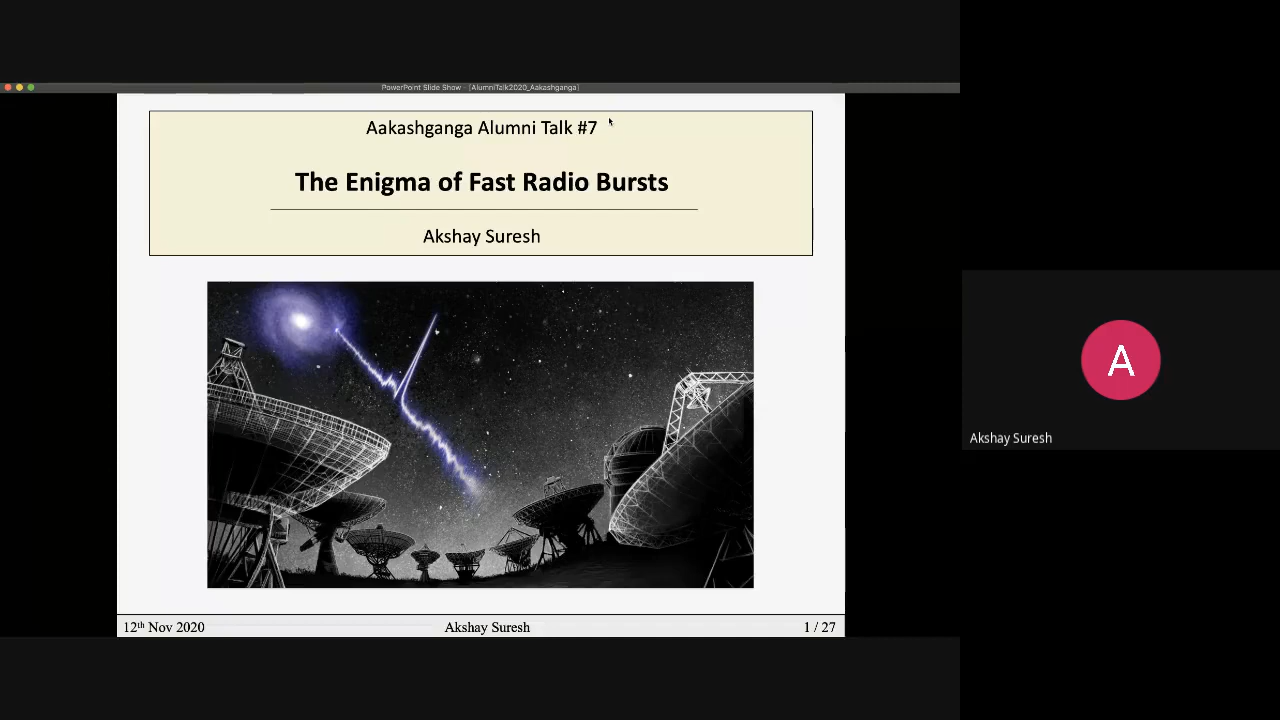 PowerPoint Slide Show - [AlumniTalk2020_Aakashganga]
Aakashganga Alumni Talk #7
The Enigma of Fast Radio Bursts
Akshay Suresh
12th Nov 2020
Akshay Suresh
1 / 27
A
Akshay Suresh